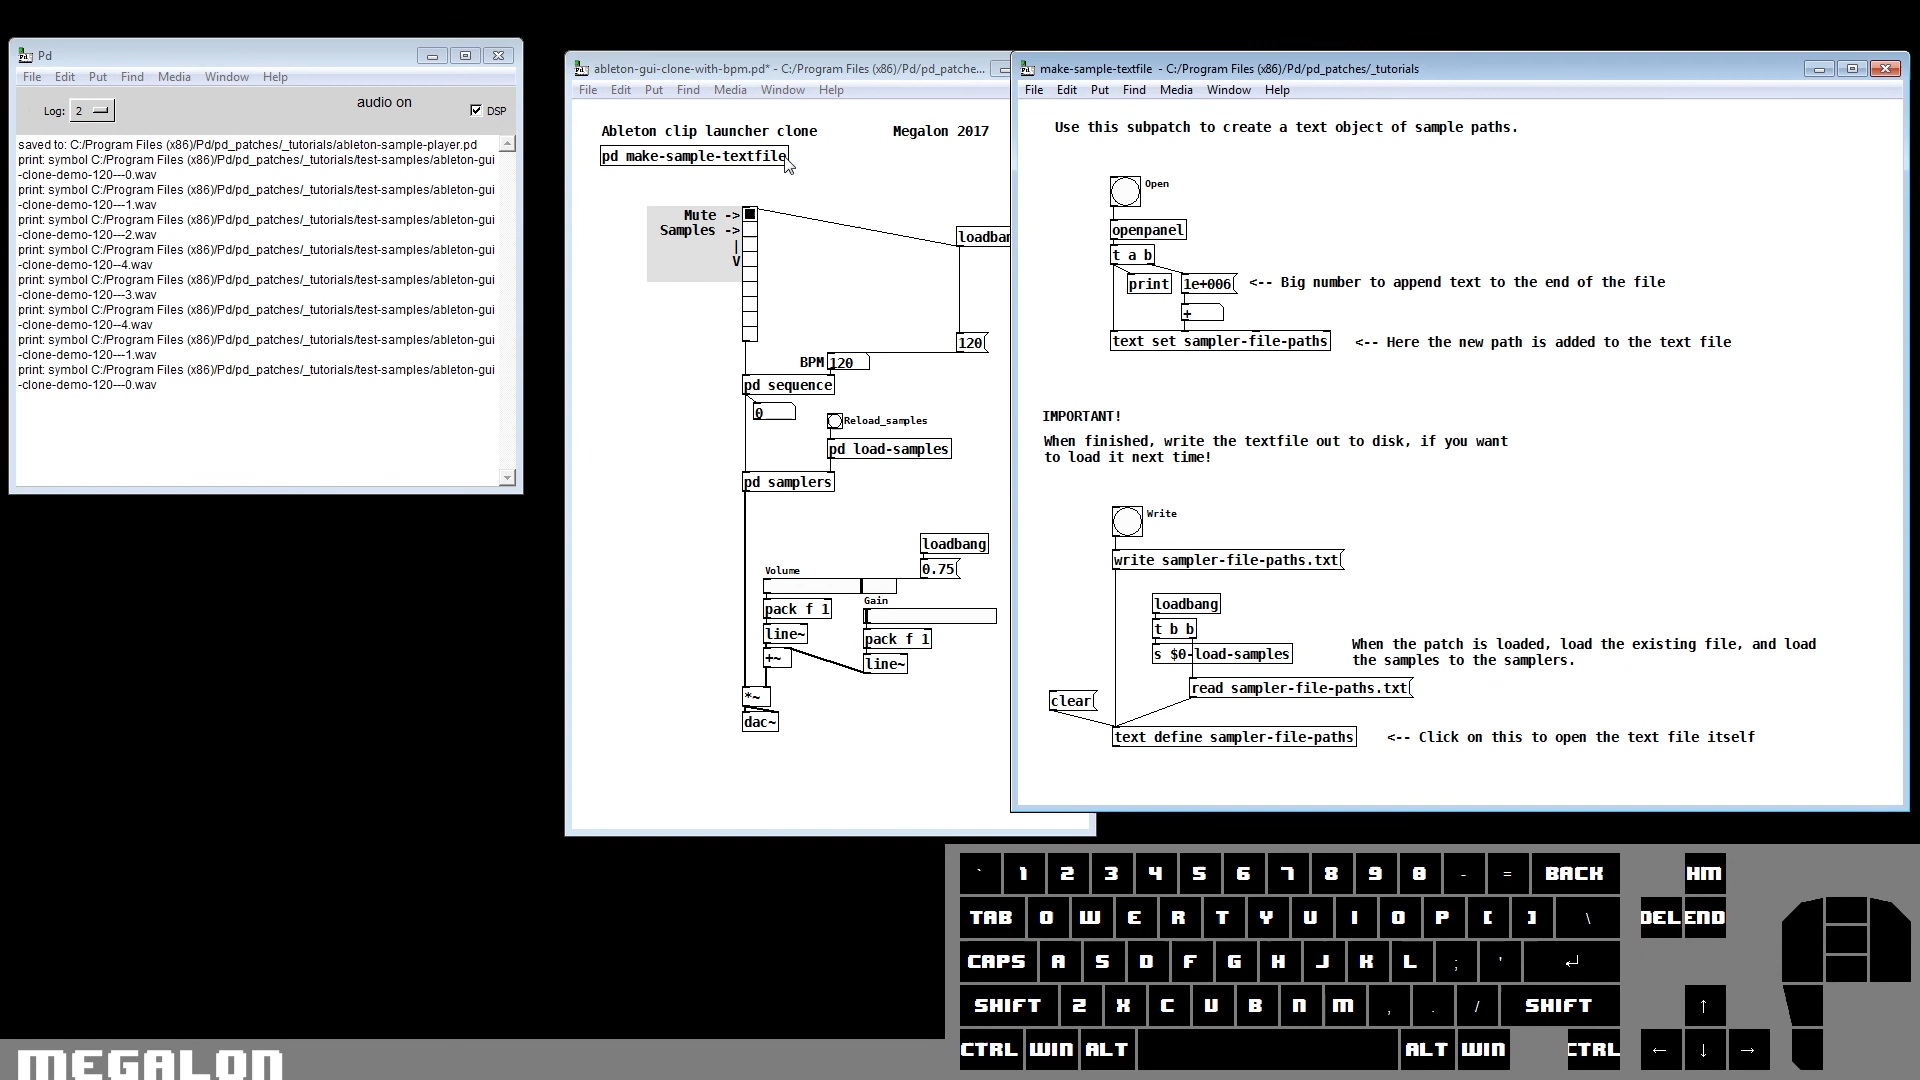 Pd
File Edit Put Find Media Window Help
Log: 2
audio on
DSP
saved to: C:/Program Files (x86)/Pd/pd_patches/_tutorials/ableton-sample-player.pd
print: symbol C:/Program Files (x86)/Pd/pd_patches/_tutorials/test-samples/ableton-gui
-clone-demo-120---0.wav
print: symbol C:/Program Files (x86)/Pd/pd_patches/_tutorials/test-samples/ableton-gui
-clone-demo-120---1.wav
print: symbol C:/Program Files (x86)/Pd/pd_patches/_tutorials/test-samples/ableton-gui
-clone-demo-120---2.wav
print: symbol C:/Program Files (x86)/Pd/pd_patches/_tutorials/test-samples/ableton-gui
-clone-demo-120--4.wav
print: symbol C:/Program Files (x86)/Pd/pd_patches/_tutorials/test-samples/ableton-gui
-clone-demo-120---3.wav
print: symbol C:/Program Files (x86)/Pd/pd_patches/_tutorials/test-samples/ableton-gui
-clone-demo-120--4.wav
print: symbol C:/Program Files (x86)/Pd/pd_patches/_tutorials/test-samples/ableton-gui
-clone-demo-120---1.wav
print: symbol C:/Program Files (x86)/Pd/pd_patches/_tutorials/test-samples/ableton-gui
-clone-demo-120---0.wav
ableton-gui-clone-with-bpm.pd* - C:/Program Files (x86)/Pd/pd_patche...
File Edit Put Find Media Window Help
Ableton clip launcher clone
Megalon 2017
pd make-sample-textfile
Mute ->
Samples ->
|
V
loadban
120
BPM 120
pd sequence
0
Reload_samples
pd load-samples
pd samplers
loadbang
0.75
Volume
pack f 1
Gain
line~
pack f 1
+~
line~
*~
dac~
make-sample-textfile - C:/Program Files (x86)/Pd/pd_patches/_tutorials
File Edit Put Find Media Window Help
Use this subpatch to create a text object of sample paths.
Open
openpanel
t a b
print
1e+006
<-- Big number to append text to the end of the file
+
text set sampler-file-paths
<-- Here the new path is added to the text file
IMPORTANT!
When finished, write the textfile out to disk, if you want
to load it next time!
Write
write sampler-file-paths.txt
loadbang
t b b
s $0-load-samples
When the patch is loaded, load the existing file, and load
the samples to the samplers.
read sampler-file-paths.txt
clear
text define sampler-file-paths
<-- Click on this to open the text file itself
` 1 2 3 4 5 6 7 8 9 0 - = BACK HM
TAB Q W E R T Y U I O P [ ] \ DEL END
CAPS A S D F G H J K L ; ' ↵
SHIFT Z X C V B N M , . / SHIFT ↑
CTRL WIN ALT ALT WIN CTRL ← ↓ →
MEGALON